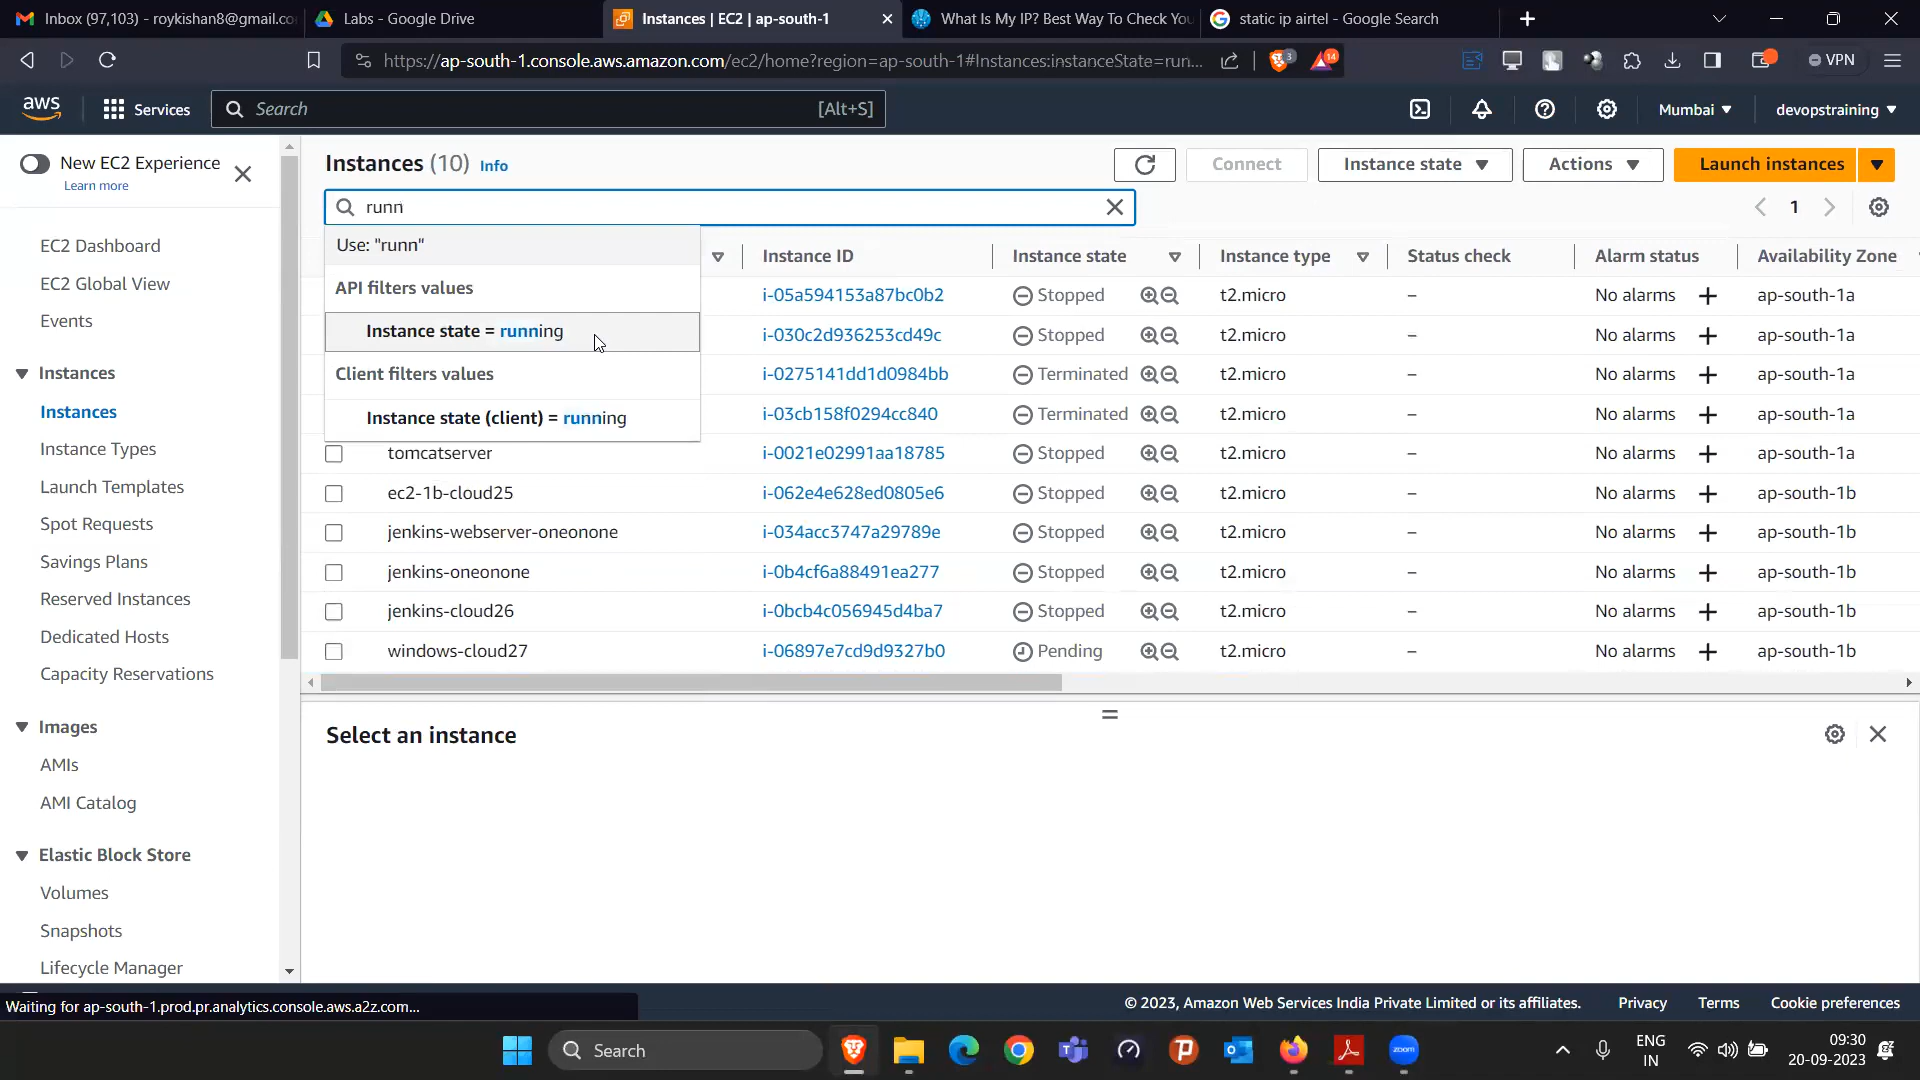 Inbox (97,103) - roykishan8@gmail.co
Labs - Google Drive
Instances | EC2 | ap-south-1
What Is My IP? Best Way To Check Yo
static ip airtel - Google Search
https://ap-south-1.console.aws.amazon.com/ec2/home?region=ap-south-1#Instances:instanceState=run...
3
14
VPN
aws
Services
Search
[Alt+S]
Mumbai
devopstraining
New EC2 Experience
Learn more
EC2 Dashboard
EC2 Global View
Events
Instances
Instances
Instance Types
Launch Templates
Spot Requests
Savings Plans
Reserved Instances
Dedicated Hosts
Capacity Reservations
Images
AMIs
AMI Catalog
Elastic Block Store
Volumes
Snapshots
Lifecycle Manager
Instances (10) Info
Connect
Instance state
Actions
Launch instances
runn
1
Use: "runn"
API filters values
Instance state = running
Client filters values
Instance state (client) = running
Instance ID Instance state Instance type Status check Alarm status Availability Zone
i-05a594153a87bc0b2 Stopped t2.micro – No alarms + ap-south-1a
i-030c2d936253cd49c Stopped t2.micro – No alarms + ap-south-1a
i-0275141dd1d0984bb Terminated t2.micro – No alarms + ap-south-1a
i-03cb158f0294cc840 Terminated t2.micro – No alarms + ap-south-1a
tomcatserver i-0021e02991aa18785 Stopped t2.micro – No alarms + ap-south-1a
ec2-1b-cloud25 i-062e4e628ed0805e6 Stopped t2.micro – No alarms + ap-south-1b
jenkins-webserver-oneonone i-034acc3747a29789e Stopped t2.micro – No alarms + ap-south-1b
jenkins-oneonone i-0b4cf6a88491ea277 Stopped t2.micro – No alarms + ap-south-1b
jenkins-cloud26 i-0bcb4c056945d4ba7 Stopped t2.micro – No alarms + ap-south-1b
windows-cloud27 i-06897e7cd9d9327b0 Pending t2.micro – No alarms + ap-south-1b
Select an instance
Waiting for ap-south-1.prod.pr.analytics.console.aws.a2z.com...
© 2023, Amazon Web Services India Private Limited or its affiliates.
Privacy
Terms
Cookie preferences
Search
zoom
ENG
IN
09:30
20-09-2023